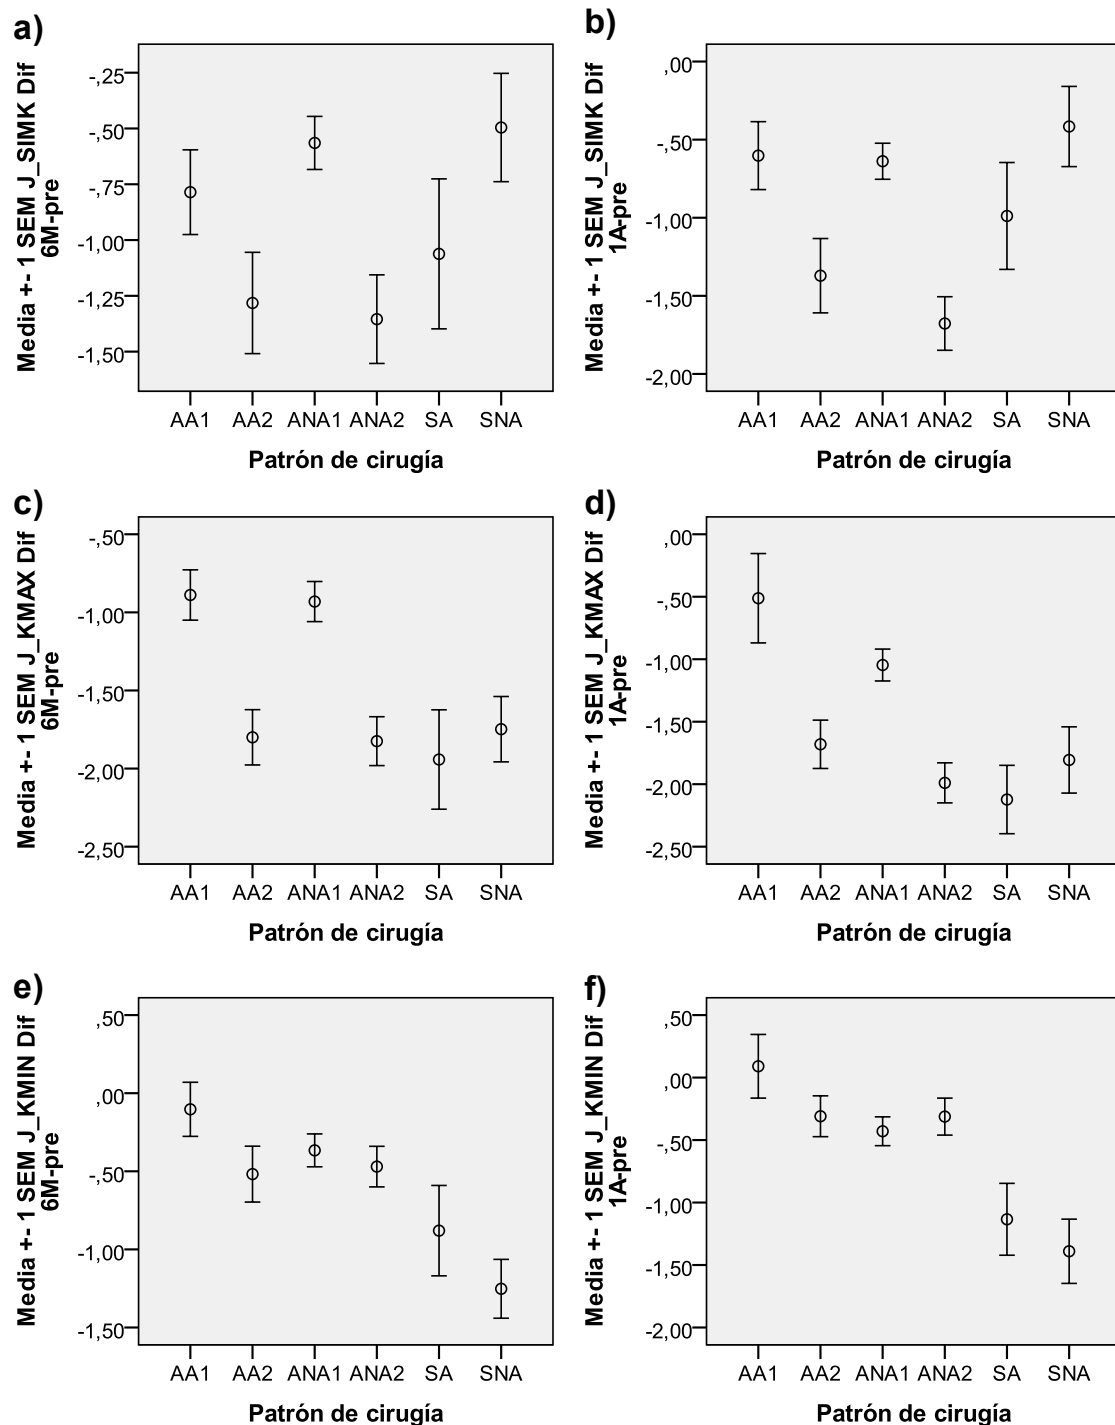 a)
Media +- 1 SEM J_SIMK Dif
6M-pre
-,25
-,50
-,75
-1,00
-1,25
-1,50
AA1 AA2 ANA1 ANA2 SA SNA
Patrón de cirugía
b)
Media +- 1 SEM J_SIMK Dif
1A-pre
,00
-,50
-1,00
-1,50
-2,00
AA1 AA2 ANA1 ANA2 SA SNA
Patrón de cirugía
c)
Media +- 1 SEM J_KMAX Dif
6M-pre
-,50
-1,00
-1,50
-2,00
-2,50
AA1 AA2 ANA1 ANA2 SA SNA
Patrón de cirugía
d)
Media +- 1 SEM J_KMAX Dif
1A-pre
,00
-,50
-1,00
-1,50
-2,00
-2,50
AA1 AA2 ANA1 ANA2 SA SNA
Patrón de cirugía
e)
Media +- 1 SEM J_KMIN Dif
6M-pre
,50
,00
-,50
-1,00
-1,50
AA1 AA2 ANA1 ANA2 SA SNA
Patrón de cirugía
f)
Media +- 1 SEM J_KMIN Dif
1A-pre
,50
,00
-,50
-1,00
-1,50
-2,00
AA1 AA2 ANA1 ANA2 SA SNA
Patrón de cirugía